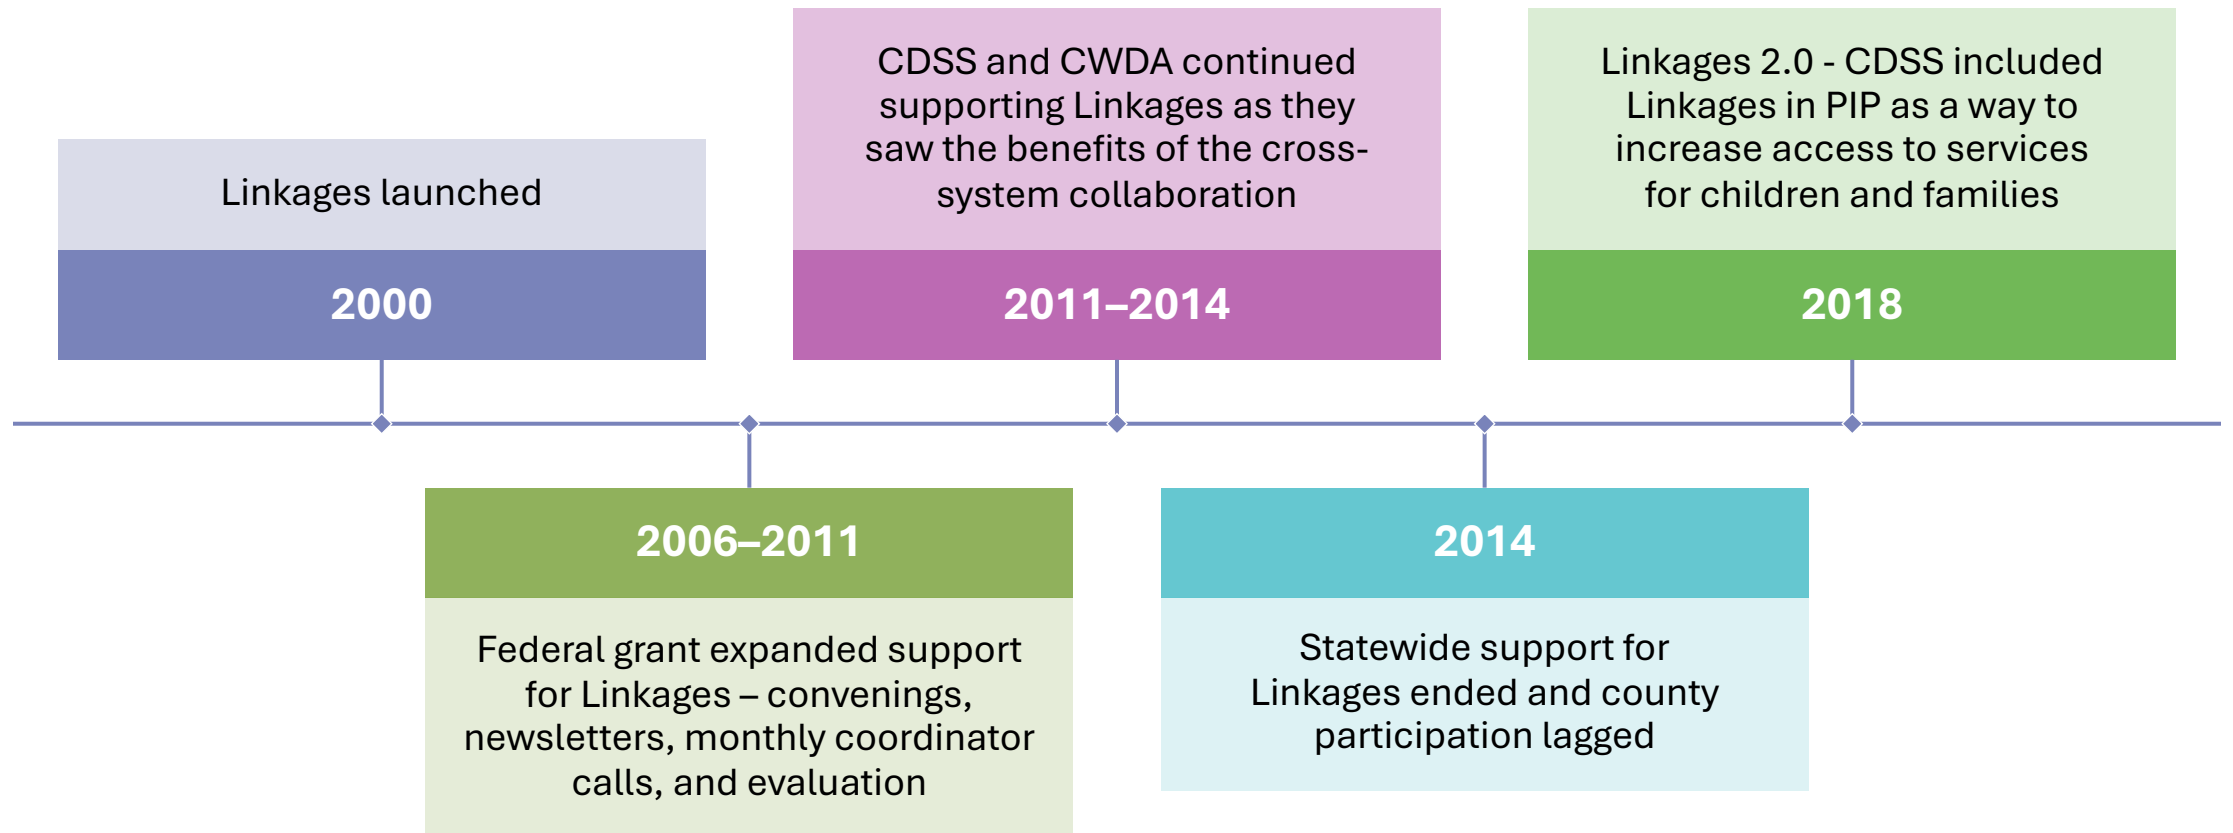 Linkages launched
2000
2006–2011
Federal grant expanded support
for Linkages – convenings,
newsletters, monthly coordinator
calls, and evaluation
CDSS and CWDA continued
supporting Linkages as they
saw the benefits of the cross-
system collaboration
2011–2014
2014
Statewide support for
Linkages ended and county
participation lagged
Linkages 2.0 - CDSS included
Linkages in PIP as a way to
increase access to services
for children and families
2018